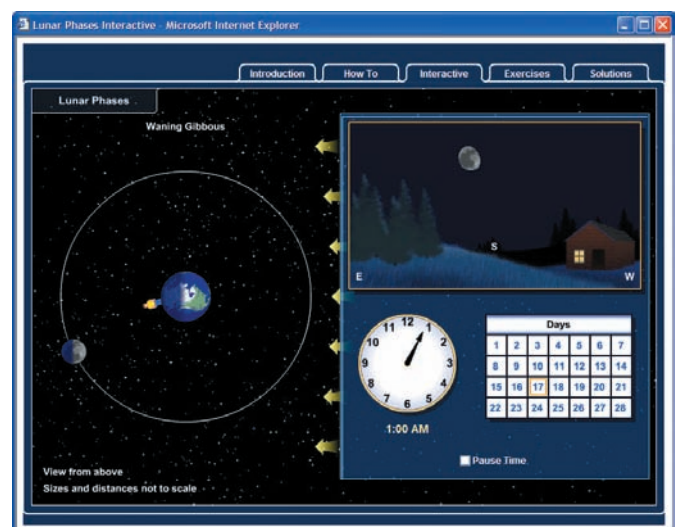 Lunar Phases Interactive - Microsoft Internet Explorer
Introduction How To Interactive Exercises Solutions
Lunar Phases
Waning Gibbous
E S W
12 1 2 3 4 5 6 7 8 9 10 11
1:00 AM
Days
1 2 3 4 5 6 7
8 9 10 11 12 13 14
15 16 17 18 19 20 21
22 23 24 25 26 27 28
Pause Time
View from above
Sizes and distances not to scale